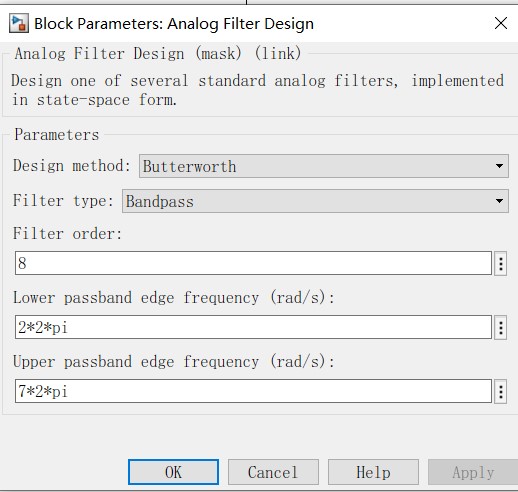 Block Parameters: Analog Filter Design
Analog Filter Design (mask) (link)
Design one of several standard analog filters, implemented
in state-space form.
Parameters
Design method: Butterworth
Filter type: Bandpass
Filter order:
8
Lower passband edge frequency (rad/s):
2*2*pi
Upper passband edge frequency (rad/s):
7*2*pi
OK Cancel Help Apply